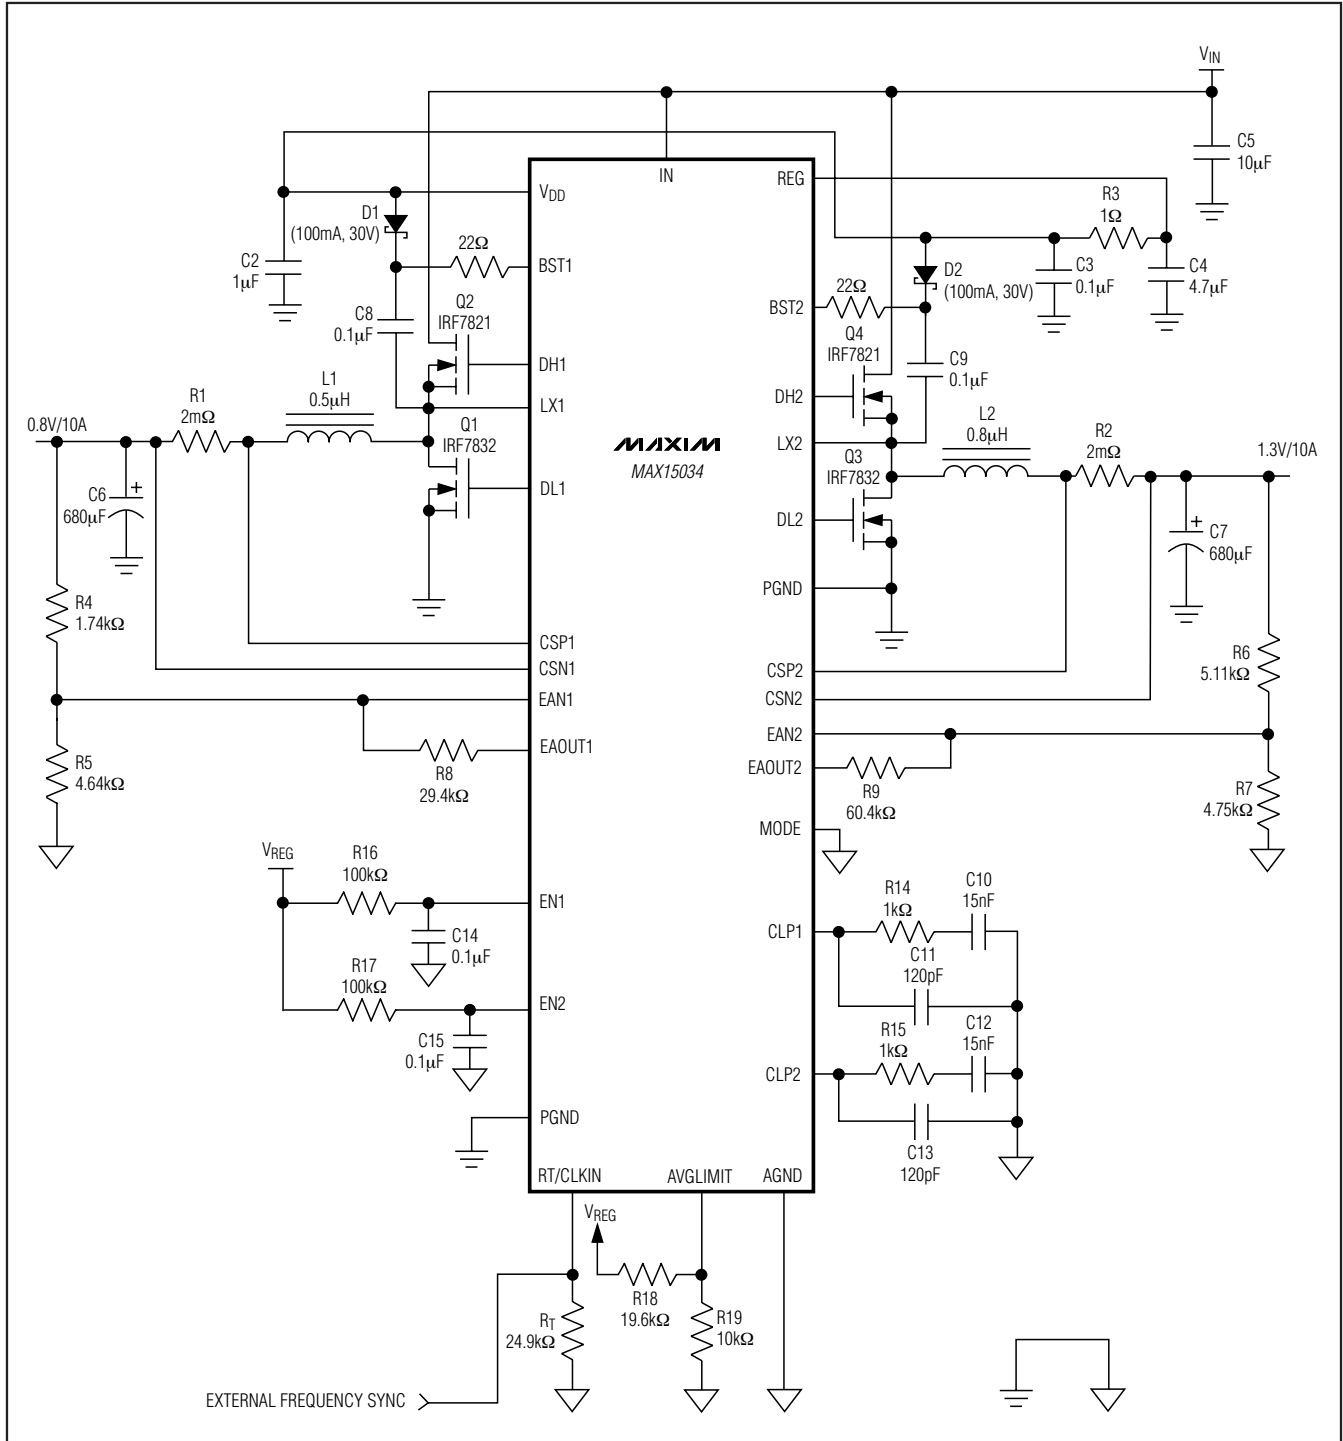 VIN
C5
10µF
IN
REG
VDD
D1
(100mA, 30V)
R3
1Ω
22Ω
C2
1µF
BST1
D2
(100mA, 30V)
C3
0.1µF
C4
4.7µF
22Ω
BST2
Q2
IRF7821
C8
0.1µF
Q4
IRF7821
DH1
C9
0.1µF
L1
0.5µH
R1
2mΩ
DH2
LX1
0.8V/10A
Q1
IRF7832
MAXIM
MAX15034
LX2
L2
0.8µH
R2
2mΩ
1.3V/10A
Q3
IRF7832
DL1
C6
680µF
+
DL2
+
C7
680µF
PGND
R4
1.74kΩ
CSP1
CSN1
CSP2
R6
5.11kΩ
EAN1
CSN2
EAN2
EAOUT1
R5
4.64kΩ
R8
29.4kΩ
EAOUT2
R9
60.4kΩ
R7
4.75kΩ
MODE
VREG
R16
100kΩ
EN1
R14
1kΩ
C10
15nF
CLP1
C14
0.1µF
C11
120pF
R17
100kΩ
EN2
R15
1kΩ
C12
15nF
C15
0.1µF
CLP2
PGND
C13
120pF
RT/CLKIN
AVGLIMIT
AGND
VREG
R18
19.6kΩ
RT
24.9kΩ
R19
10kΩ
EXTERNAL FREQUENCY SYNC